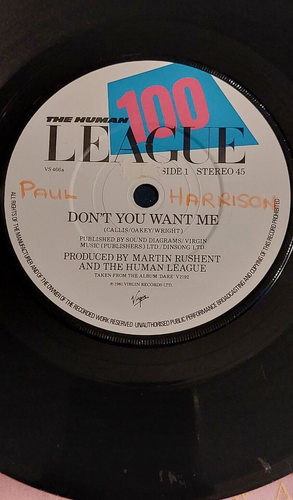 100
THE HUMAN
LEAGUE
VS 466a
SIDE 1 STEREO 45
PAUL HARRISON
DON'T YOU WANT ME
(CALLIS/OAKEY/WRIGHT)
PUBLISHED BY SOUND DIAGRAMS/VIRGIN
MUSIC (PUBLISHERS) LTD/DINSONG LTD.
PRODUCED BY MARTIN RUSHENT
AND THE HUMAN LEAGUE
TAKEN FROM THE ALBUM 'DARE' V2192
℗ 1981 VIRGIN RECORDS LTD.
Virgin
ALL RIGHTS OF THE MANUFACTURER AND OF THE OWNER OF THE RECORDED WORK RESERVED UNAUTHORISED PUBLIC PERFORMANCE BROADCASTING AND COPYING OF THIS RECORD PROHIBITED